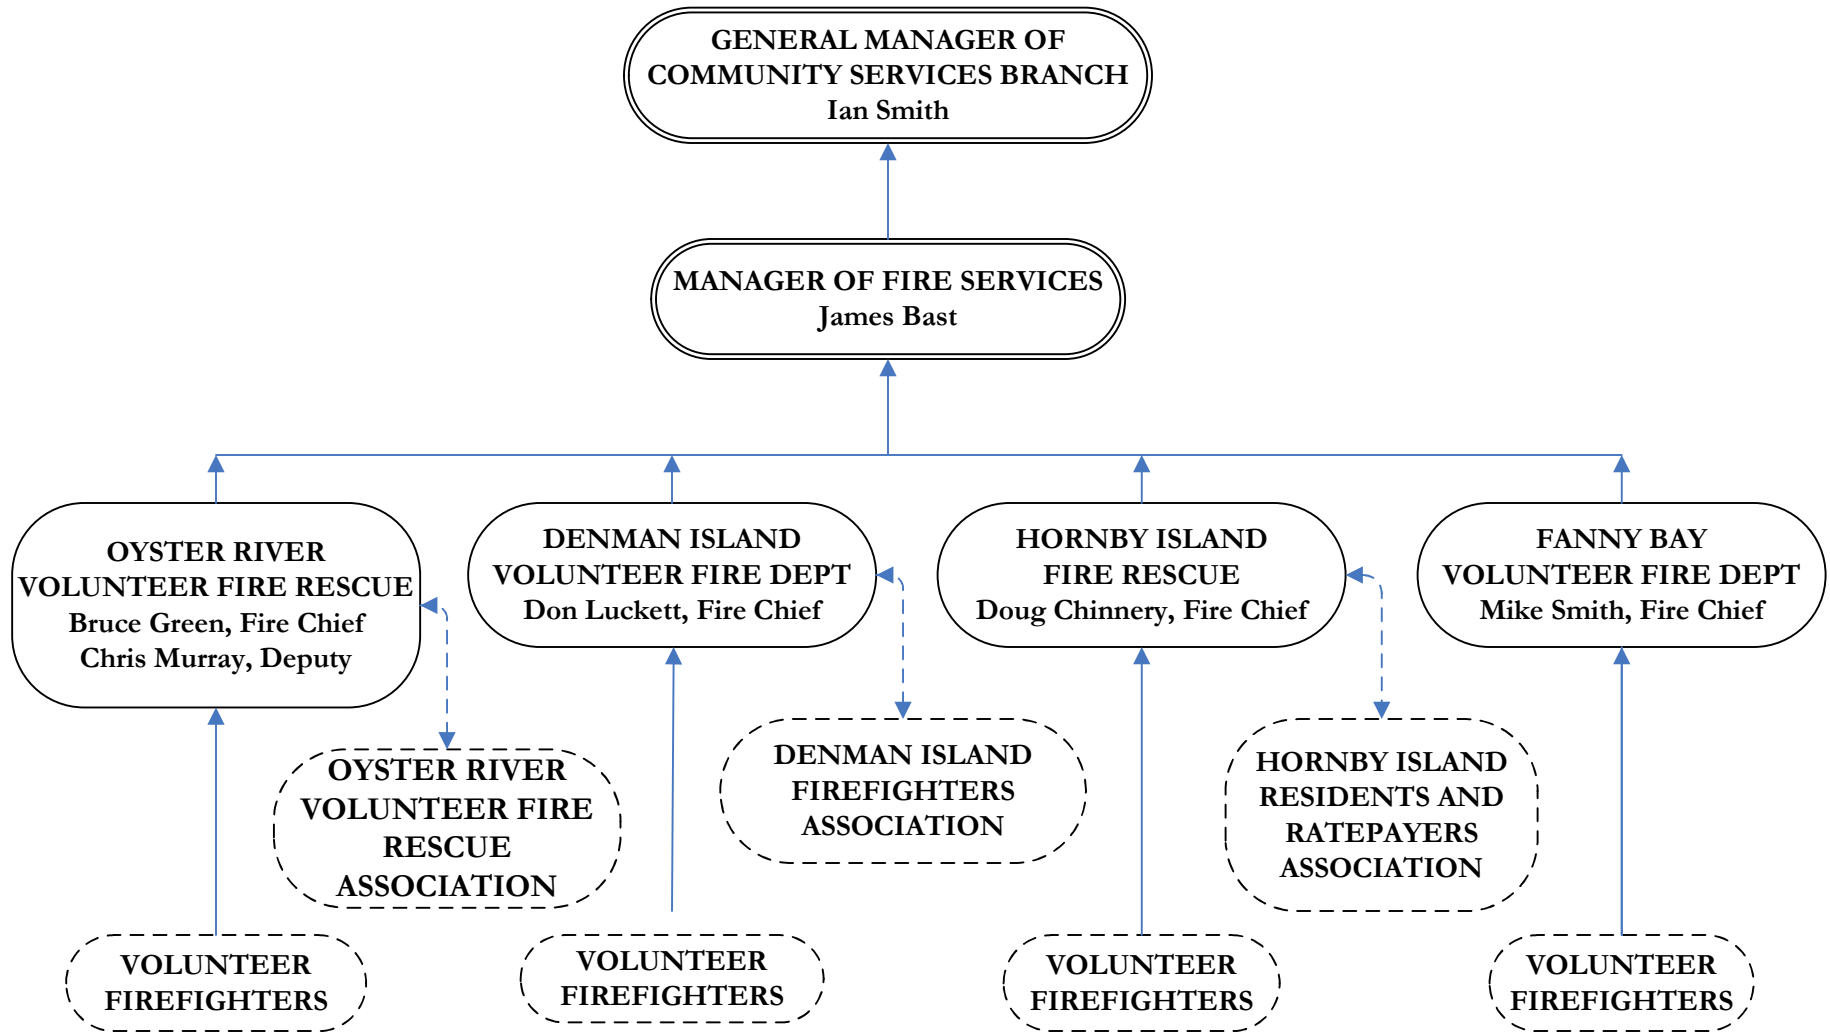 GENERAL MANAGER OF
COMMUNITY SERVICES BRANCH
Ian Smith
MANAGER OF FIRE SERVICES
James Bast
OYSTER RIVER
VOLUNTEER FIRE RESCUE
Bruce Green, Fire Chief
Chris Murray, Deputy
DENMAN ISLAND
VOLUNTEER FIRE DEPT
Don Luckett, Fire Chief
HORNBY ISLAND
FIRE RESCUE
Doug Chinnery, Fire Chief
FANNY BAY
VOLUNTEER FIRE DEPT
Mike Smith, Fire Chief
OYSTER RIVER
VOLUNTEER FIRE
RESCUE
ASSOCIATION
DENMAN ISLAND
FIREFIGHTERS
ASSOCIATION
HORNBY ISLAND
RESIDENTS AND
RATEPAYERS
ASSOCIATION
VOLUNTEER
FIREFIGHTERS
VOLUNTEER
FIREFIGHTERS
VOLUNTEER
FIREFIGHTERS
VOLUNTEER
FIREFIGHTERS